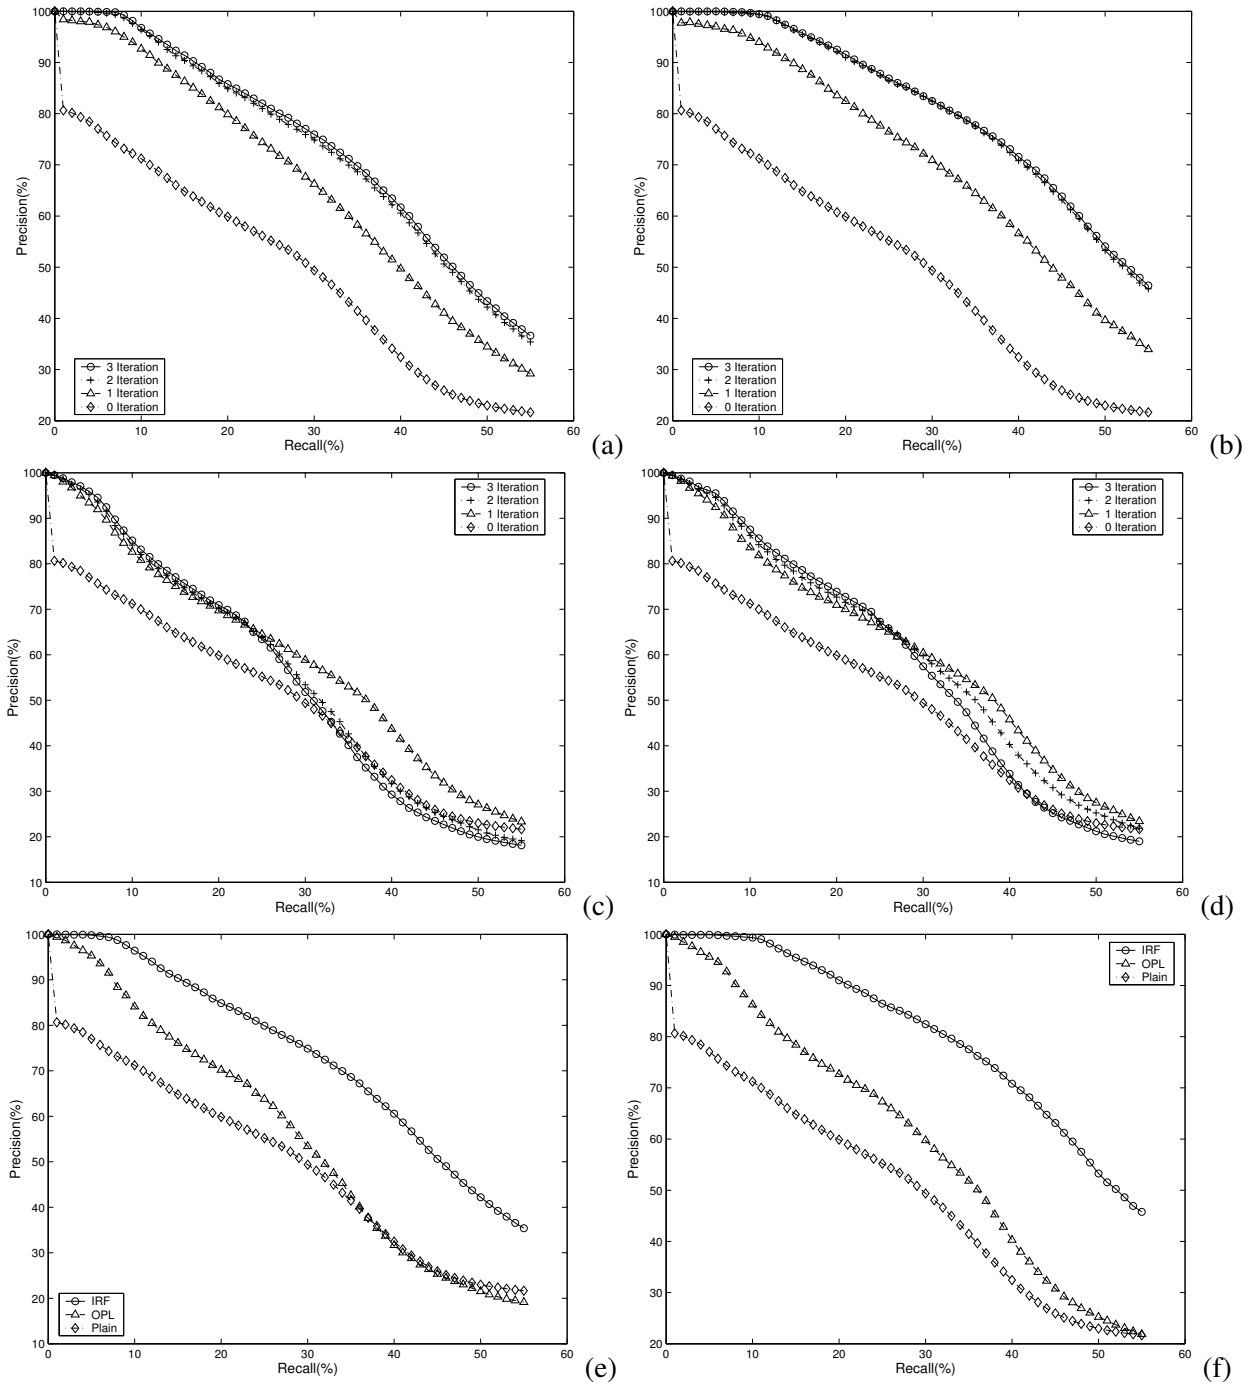 100
90
80
70
60
50
40
30
20
Precision(%)
3 Iteration
2 Iteration
1 Iteration
0 Iteration
0 10 20 30 40 50 60
Recall(%)
(a)
100
90
80
70
60
50
40
30
20
Precision(%)
3 Iteration
2 Iteration
1 Iteration
0 Iteration
0 10 20 30 40 50 60
Recall(%)
(b)
100
90
80
70
60
50
40
30
20
10
Precision(%)
3 Iteration
2 Iteration
1 Iteration
0 Iteration
0 10 20 30 40 50 60
Recall(%)
(c)
100
90
80
70
60
50
40
30
20
10
Precision(%)
3 Iteration
2 Iteration
1 Iteration
0 Iteration
0 10 20 30 40 50 60
Recall(%)
(d)
100
90
80
70
60
50
40
30
20
10
Precision(%)
IRF
OPL
Plain
0 10 20 30 40 50 60
Recall(%)
(e)
100
90
80
70
60
50
40
30
20
Precision(%)
IRF
OPL
Plain
0 10 20 30 40 50 60
Recall(%)
(f)